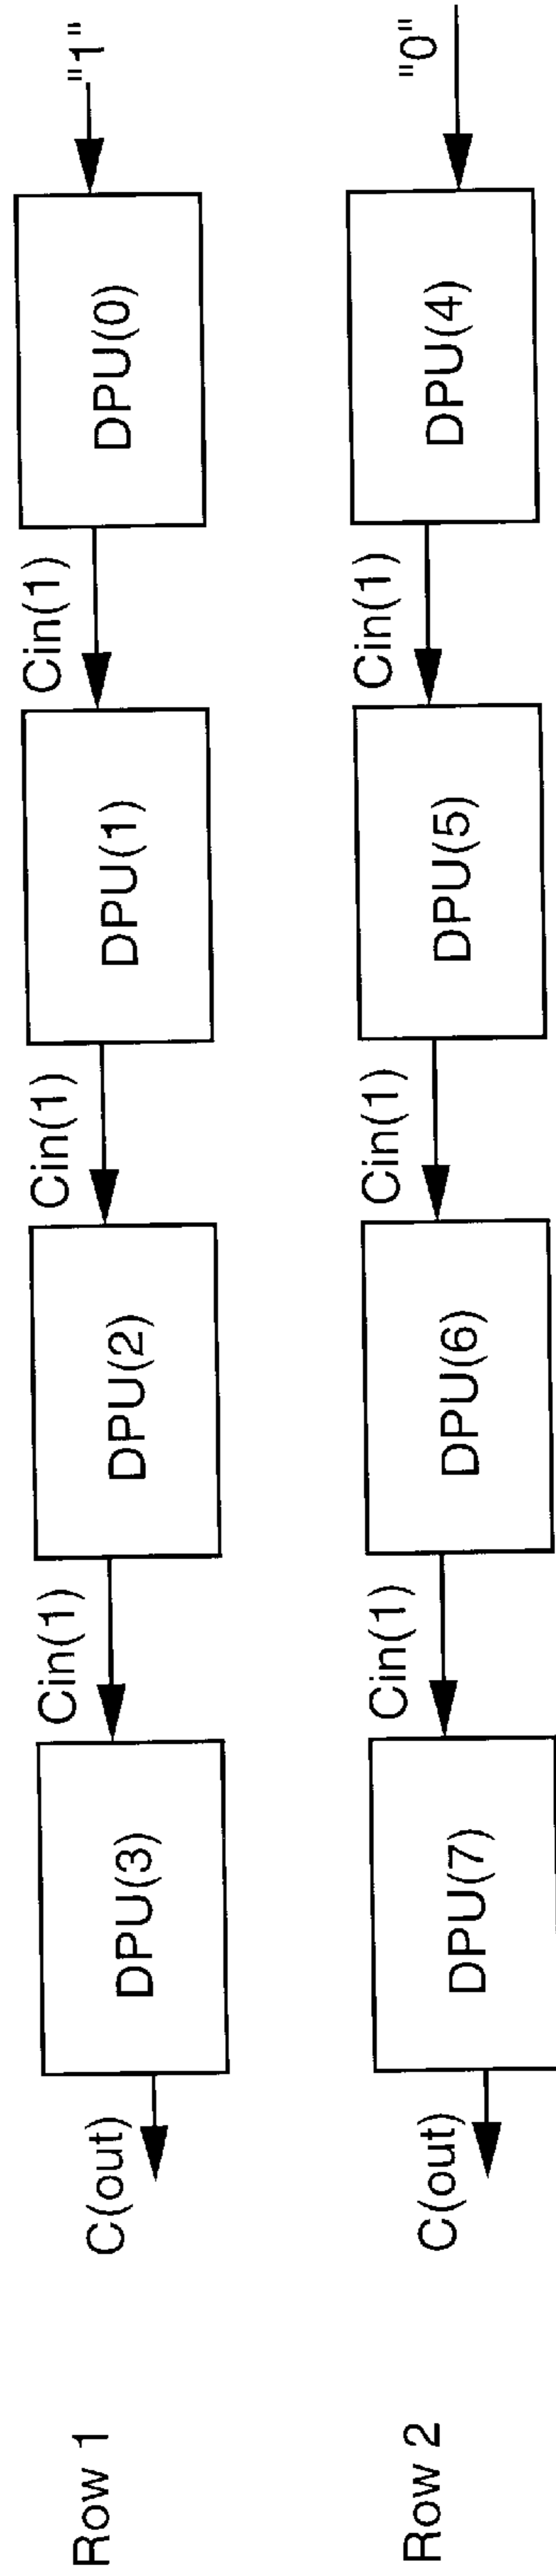 Row 1
C(out)
DPU(3)
Cin(1)
DPU(2)
Cin(1)
DPU(1)
Cin(1)
DPU(0)
"1"
Row 2
C(out)
DPU(7)
Cin(1)
DPU(6)
Cin(1)
DPU(5)
Cin(1)
DPU(4)
"0"